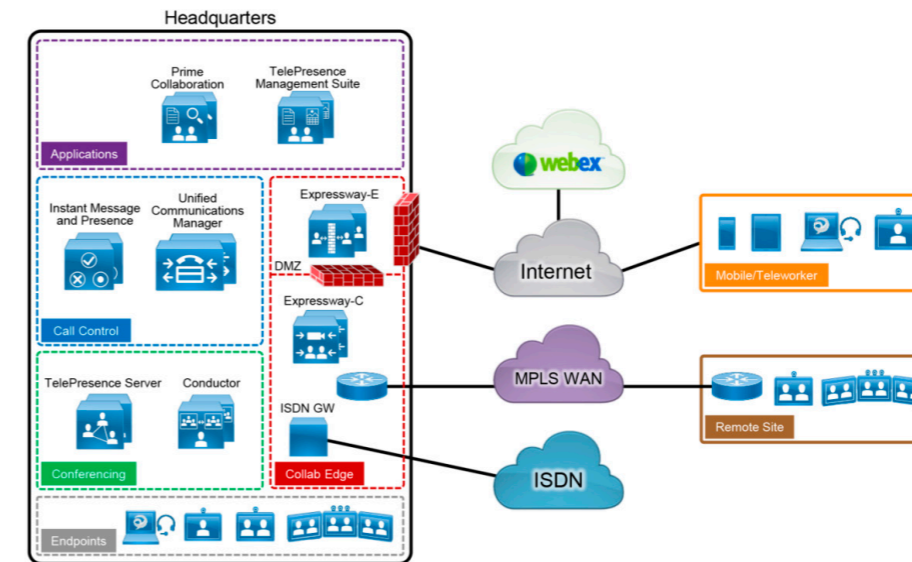 Headquarters
Prime
Collaboration
TelePresence
Management Suite
Applications
Instant Message
and Presence
Unified
Communications
Manager
Call Control
Expressway-E
DMZ
Expressway-C
ISDN GW
Collab Edge
TelePresence Server
Conductor
Conferencing
Endpoints
webex
Internet
MPLS WAN
ISDN
Mobile/Teleworker
Remote Site